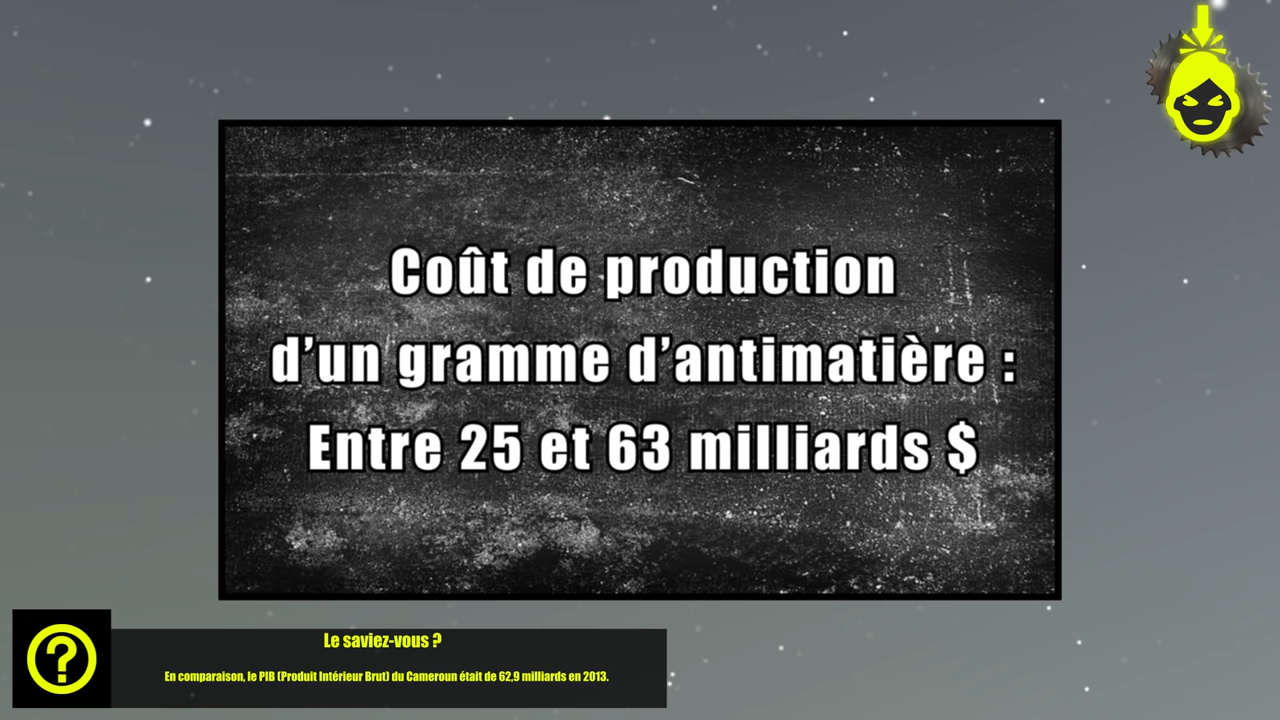 Coût de production
d’un gramme d’antimatière :
Entre 25 et 63 milliards $
Le saviez-vous ?
En comparaison, le PIB (Produit Intérieur Brut) du Cameroun était de 62,9 milliards en 2013.